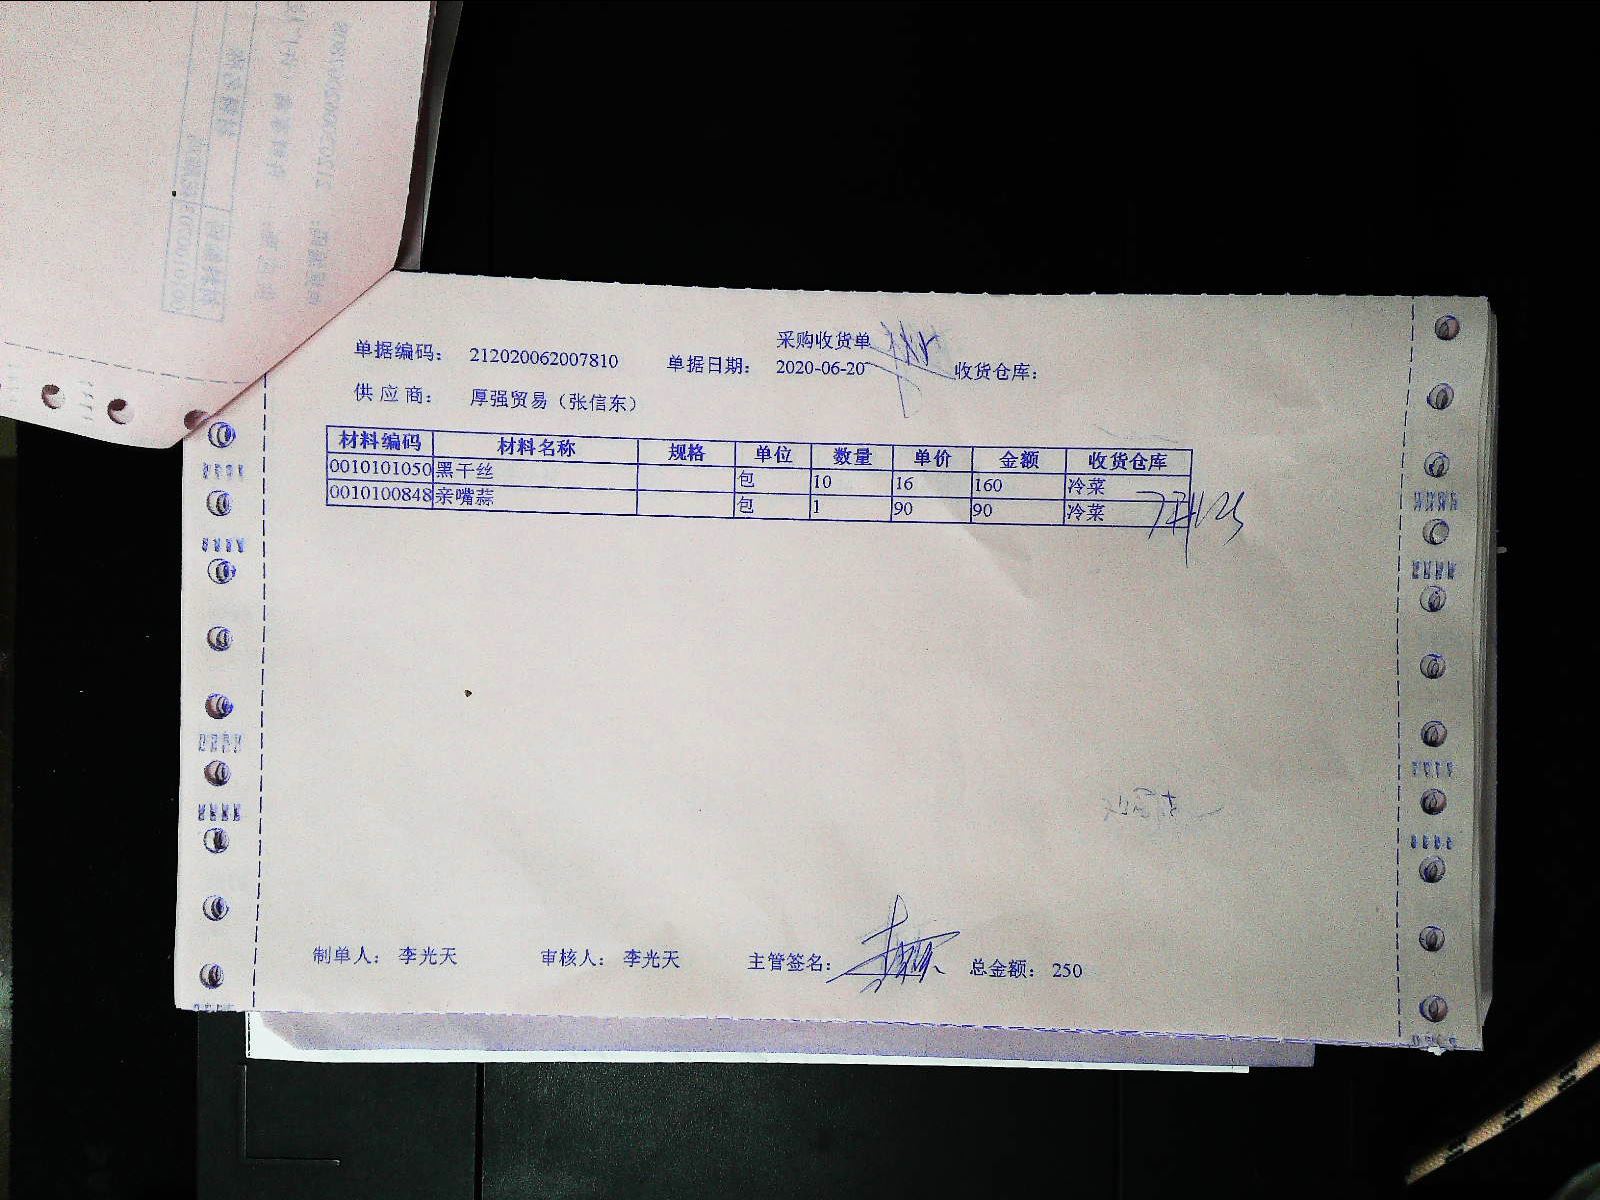 采购收货单
单据编码： 212020062007810 单据日期： 2020-06-20 收货仓库：
供应商： 厚强贸易（张信东）
材料编码 材料名称 规格 单位 数量 单价 金额 收货仓库
0010101050 黑干丝 包 10 16 160 冷菜
0010100848 亲嘴蒜 包 1 90 90 冷菜
制单人： 李光天 审核人： 李光天 主管签名： 总金额： 250